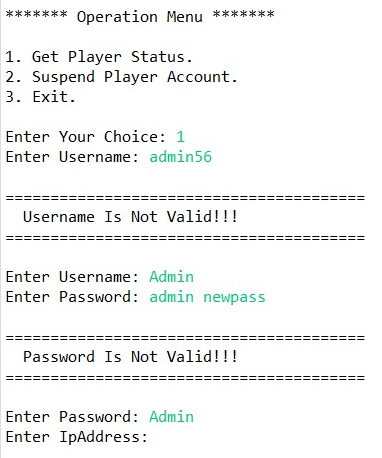 ******* Operation Menu *******
1. Get Player Status.
2. Suspend Player Account.
3. Exit.
Enter Your Choice: 1
Enter Username: admin56
========================================
Username Is Not Valid!!!
========================================
Enter Username: Admin
Enter Password: admin newpass
========================================
Password Is Not Valid!!!
========================================
Enter Password: Admin
Enter IpAddress: